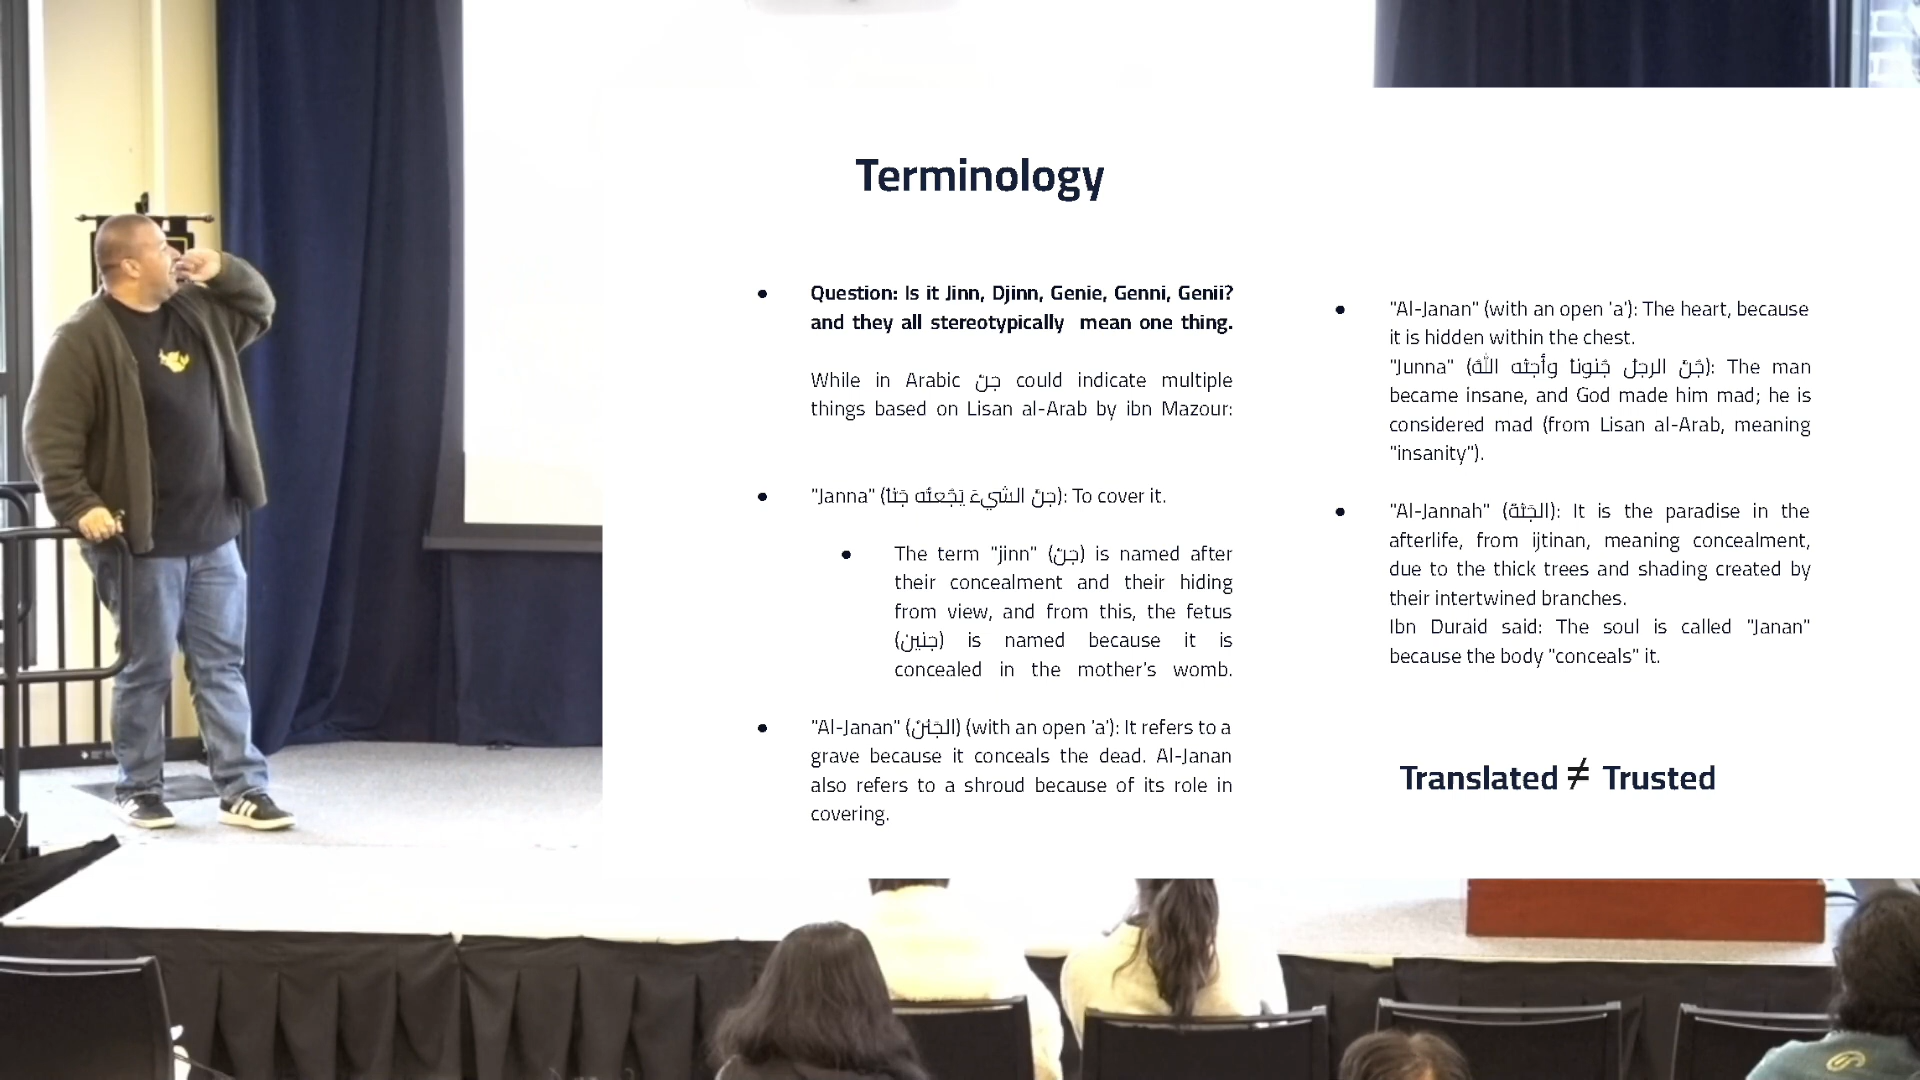 Terminology
Question: Is it Jinn, Djinn, Genie, Genni, Genii?
and they all stereotypically mean one thing.
While in Arabic جنّ could indicate multiple
things based on Lisan al-Arab by ibn Mazour:
"Janna" (جنّ الشيءَ يَجُعنّه جَنّاً): To cover it.
The term "jinn" (جنّ) is named after
their concealment and their hiding
from view, and from this, the fetus
(جنين) is named because it is
concealed in the mother's womb.
"Al-Janan" (الجَننُ) (with an open 'a'): It refers to a
grave because it conceals the dead. Al-Janan
also refers to a shroud because of its role in
covering.
"Al-Janan" (with an open 'a'): The heart, because
it is hidden within the chest.
"Junna" (جُنّ الرجلُ جُنونا وأجنّه اللّهُ): The man
became insane, and God made him mad; he is
considered mad (from Lisan al-Arab, meaning
"insanity").
"Al-Jannah" (الجَنّة): It is the paradise in the
afterlife, from ijtinan, meaning concealment,
due to the thick trees and shading created by
their intertwined branches.
Ibn Duraid said: The soul is called "Janan"
because the body "conceals" it.
Translated ≠ Trusted